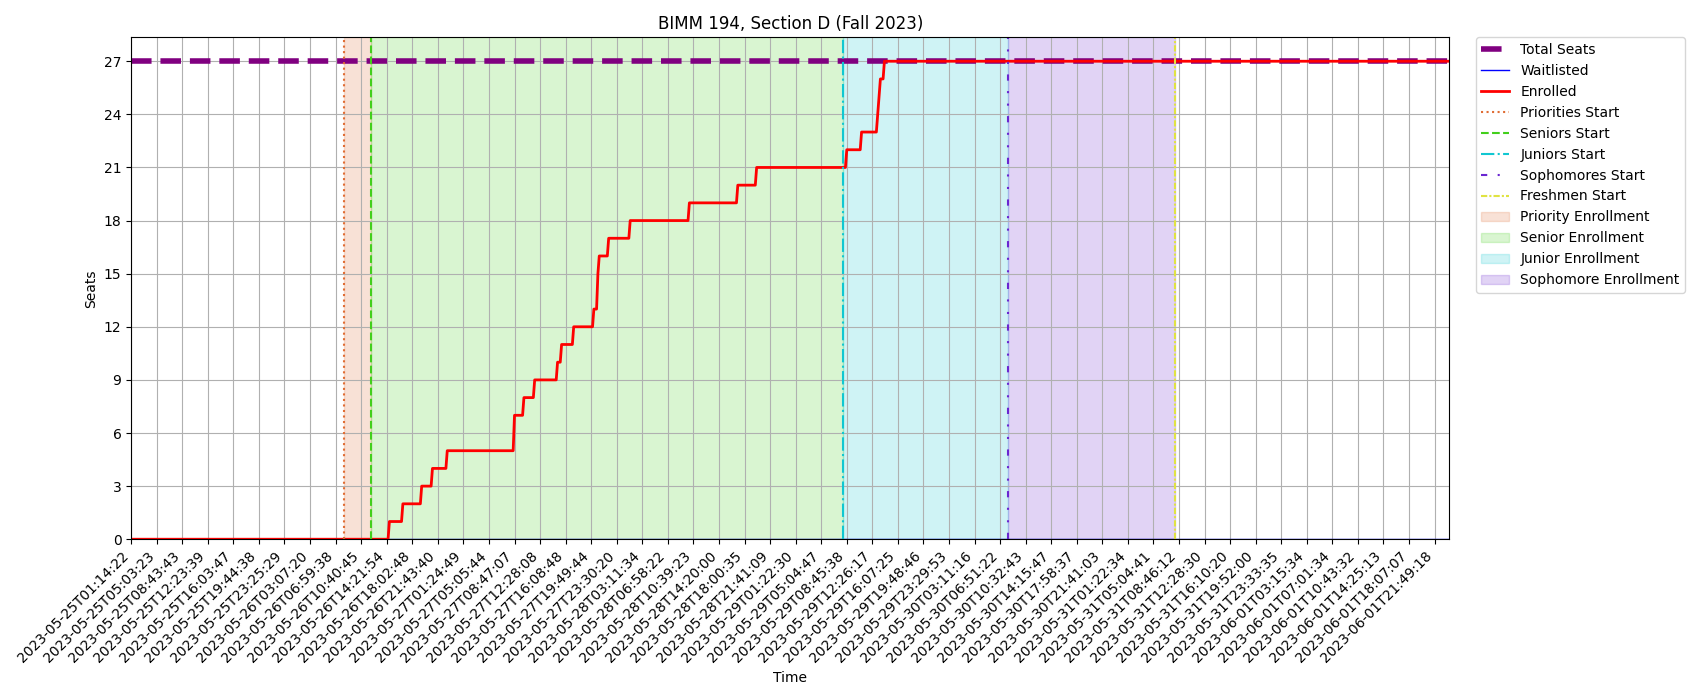 BIMM 194, Section D (Fall 2023)
27
24
21
18
15
12
9
6
3
0
Seats
2023-05-25T01:14:22
2023-05-25T05:03:23
2023-05-25T08:43:43
2023-05-25T12:23:39
2023-05-25T16:03:47
2023-05-25T19:44:38
2023-05-25T23:25:29
2023-05-26T03:07:20
2023-05-26T06:59:38
2023-05-26T10:40:45
2023-05-26T14:21:54
2023-05-26T18:02:48
2023-05-26T21:43:40
2023-05-27T01:24:49
2023-05-27T05:05:44
2023-05-27T08:47:07
2023-05-27T12:28:08
2023-05-27T16:08:48
2023-05-27T19:49:44
2023-05-27T23:30:20
2023-05-28T03:11:34
2023-05-28T06:58:22
2023-05-28T10:39:23
2023-05-28T14:20:00
2023-05-28T18:00:35
2023-05-28T21:41:09
2023-05-29T01:22:30
2023-05-29T05:04:47
2023-05-29T08:45:38
2023-05-29T12:26:17
2023-05-29T16:07:25
2023-05-29T19:48:46
2023-05-29T23:29:53
2023-05-30T03:11:16
2023-05-30T06:51:22
2023-05-30T10:32:43
2023-05-30T14:15:47
2023-05-30T17:58:37
2023-05-30T21:41:03
2023-05-31T01:22:34
2023-05-31T05:04:41
2023-05-31T08:46:12
2023-05-31T12:28:30
2023-05-31T16:10:20
2023-05-31T19:52:00
2023-05-31T23:33:35
2023-06-01T03:15:34
2023-06-01T07:01:34
2023-06-01T10:43:32
2023-06-01T14:25:13
2023-06-01T18:07:07
2023-06-01T21:49:18
Time
Total Seats
Waitlisted
Enrolled
Priorities Start
Seniors Start
Juniors Start
Sophomores Start
Freshmen Start
Priority Enrollment
Senior Enrollment
Junior Enrollment
Sophomore Enrollment